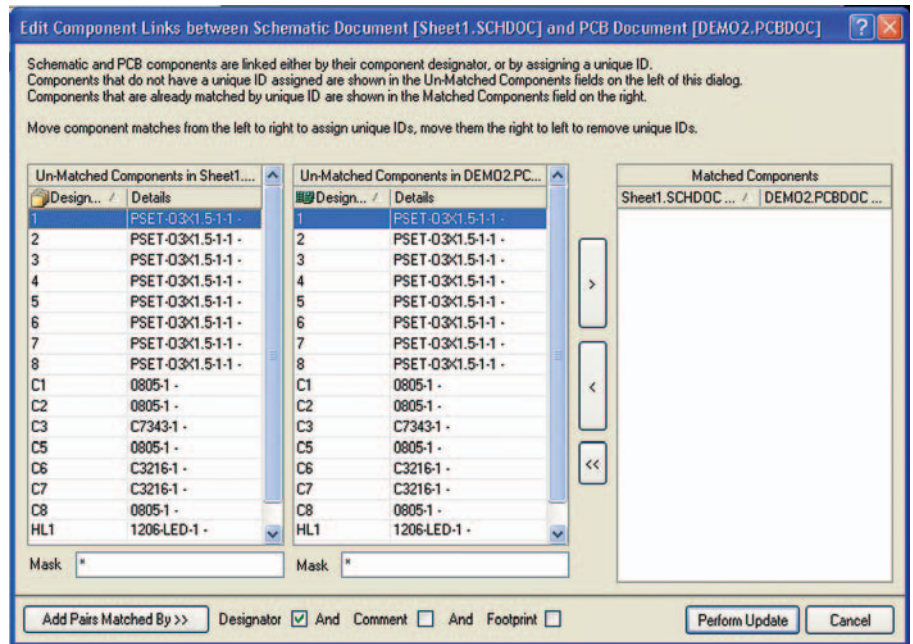 Edit Component Links between Schematic Document [Sheet1.SCHDOC] and PCB Document [DEMO2.PCBDOC]
Schematic and PCB components are linked either by their component designator, or by assigning a unique ID.
Components that do not have a unique ID assigned are shown in the Un-Matched Components fields on the left of this dialog.
Components that are already matched by unique ID are shown in the Matched Components field on the right.
Move component matches from the left to right to assign unique IDs, move them the right to left to remove unique IDs.
Un-Matched Components in Sheet1.... Un-Matched Components in DEMO2.PC... Matched Components
Design... Details Design... Details Sheet1.SCHDOC ... DEMO2.PCBDOC ...
1 PSET-03X1.5-1-1 - 1 PSET-03X1.5-1-1 -
2 PSET-03X1.5-1-1 - 2 PSET-03X1.5-1-1 -
3 PSET-03X1.5-1-1 - 3 PSET-03X1.5-1-1 -
4 PSET-03X1.5-1-1 - 4 PSET-03X1.5-1-1 -
5 PSET-03X1.5-1-1 - 5 PSET-03X1.5-1-1 -
6 PSET-03X1.5-1-1 - 6 PSET-03X1.5-1-1 -
7 PSET-03X1.5-1-1 - 7 PSET-03X1.5-1-1 -
8 PSET-03X1.5-1-1 - 8 PSET-03X1.5-1-1 -
C1 0805-1 - C1 0805-1 -
C2 0805-1 - C2 0805-1 -
C3 C7343-1 - C3 C7343-1 -
C5 0805-1 - C5 0805-1 -
C6 C3216-1 - C6 C3216-1 -
C7 C3216-1 - C7 C3216-1 -
C8 0805-1 - C8 0805-1 -
HL1 1206-LED-1 - HL1 1206-LED-1 -
>
<
<<
Mask * Mask *
Add Pairs Matched By >> Designator And Comment And Footprint Perform Update Cancel